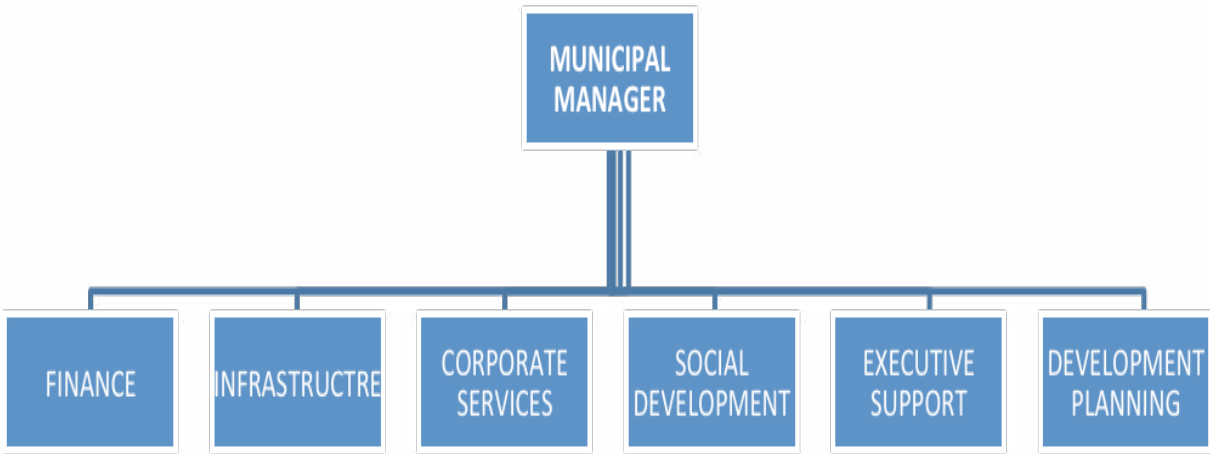 MUNICIPAL
MANAGER
FINANCE
INFRASTRUCTRE
CORPORATE
SERVICES
SOCIAL
DEVELOPMENT
EXECUTIVE
SUPPORT
DEVELOPMENT
PLANNING